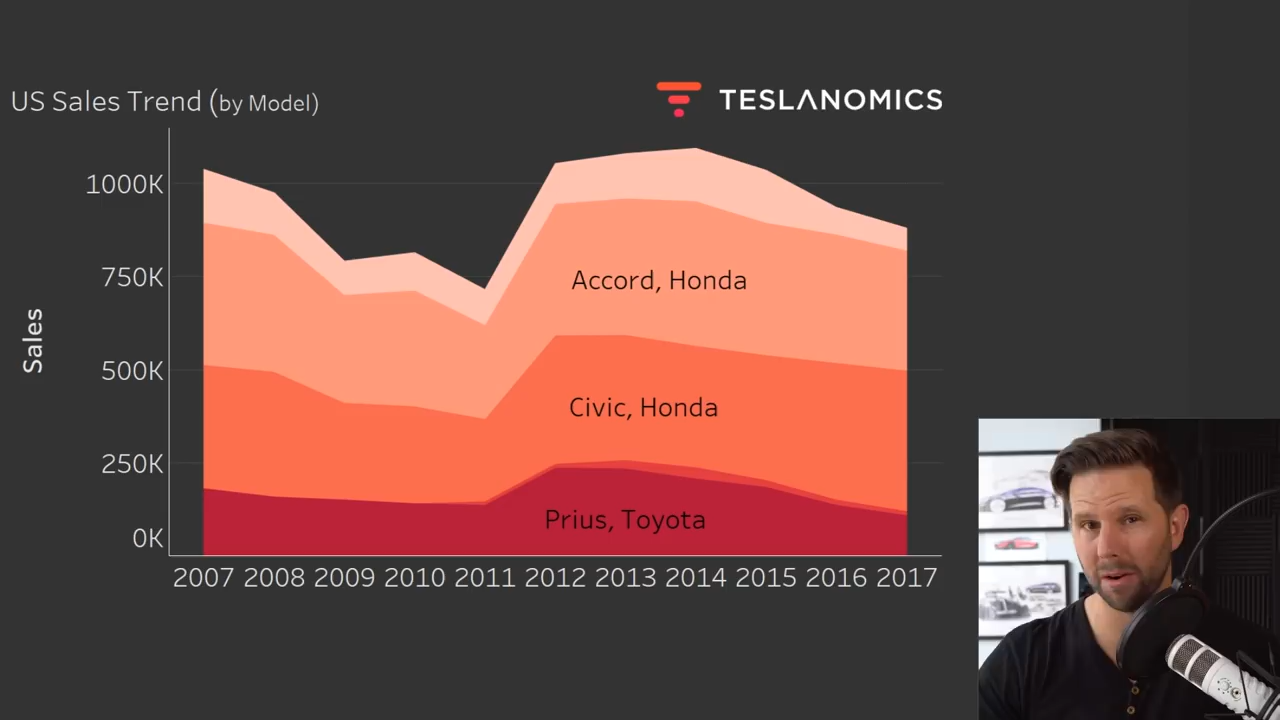 US Sales Trend (by Model)
TESLANOMICS
Sales
1000K
750K
500K
250K
0K
Accord, Honda
Civic, Honda
Prius, Toyota
2007 2008 2009 2010 2011 2012 2013 2014 2015 2016 2017